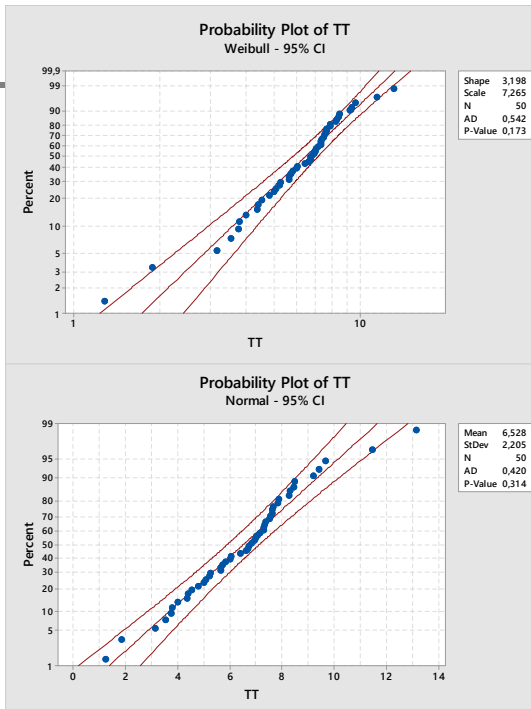 Probability Plot of TT
Weibull - 95% CI
99,9
99
90
80
70
60
50
40
30
20
10
5
3
2
1
Percent
1
10
TT
Shape 3,198
Scale 7,265
N 50
AD 0,542
P-Value 0,173
Probability Plot of TT
Normal - 95% CI
99
95
90
80
70
60
50
40
30
20
10
5
1
Percent
0 2 4 6 8 10 12 14
TT
Mean 6,528
StDev 2,205
N 50
AD 0,420
P-Value 0,314